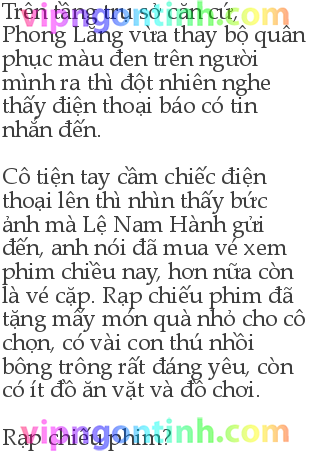 Trên tầng trụ sở căn cứ,
vipngontinh.com
Phong Lăng vừa thay bộ quân
phục màu đen trên người
mình ra thì đột nhiên nghe
thấy điện thoại báo có tin
nhắn đến.
Cô tiện tay cầm chiếc điện
thoại lên thì nhìn thấy bức
ảnh mà Lệ Nam Hành gửi
đến, anh nói đã mua vé xem
phim chiều nay, hơn nữa còn
là vé cặp. Rạp chiếu phim đã
tặng mấy món quà nhỏ cho cô
chọn, có vài con thú nhồi
bông trông rất đáng yêu, còn
có ít đồ ăn vặt và đồ chơi.
vipngontinh.com
Rạp chiếu phim?